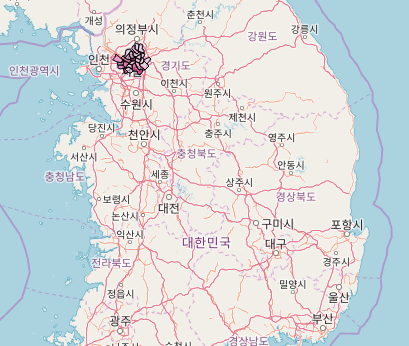 춘천시
개성
강릉시
의정부시
강원도
인천
경기도
인천광역시
이천시
원주시
수원시
제천시
당진시
천안시
충주시
영주시
서산시
충청북도
안동시
세종
충청남도
상주시
보령시
대전
경상북도
논산시
구미시
포항시
익산시
대한민국
대구
전라북도
경주시
정읍시
밀양시
울산
광주
부산
경상남도